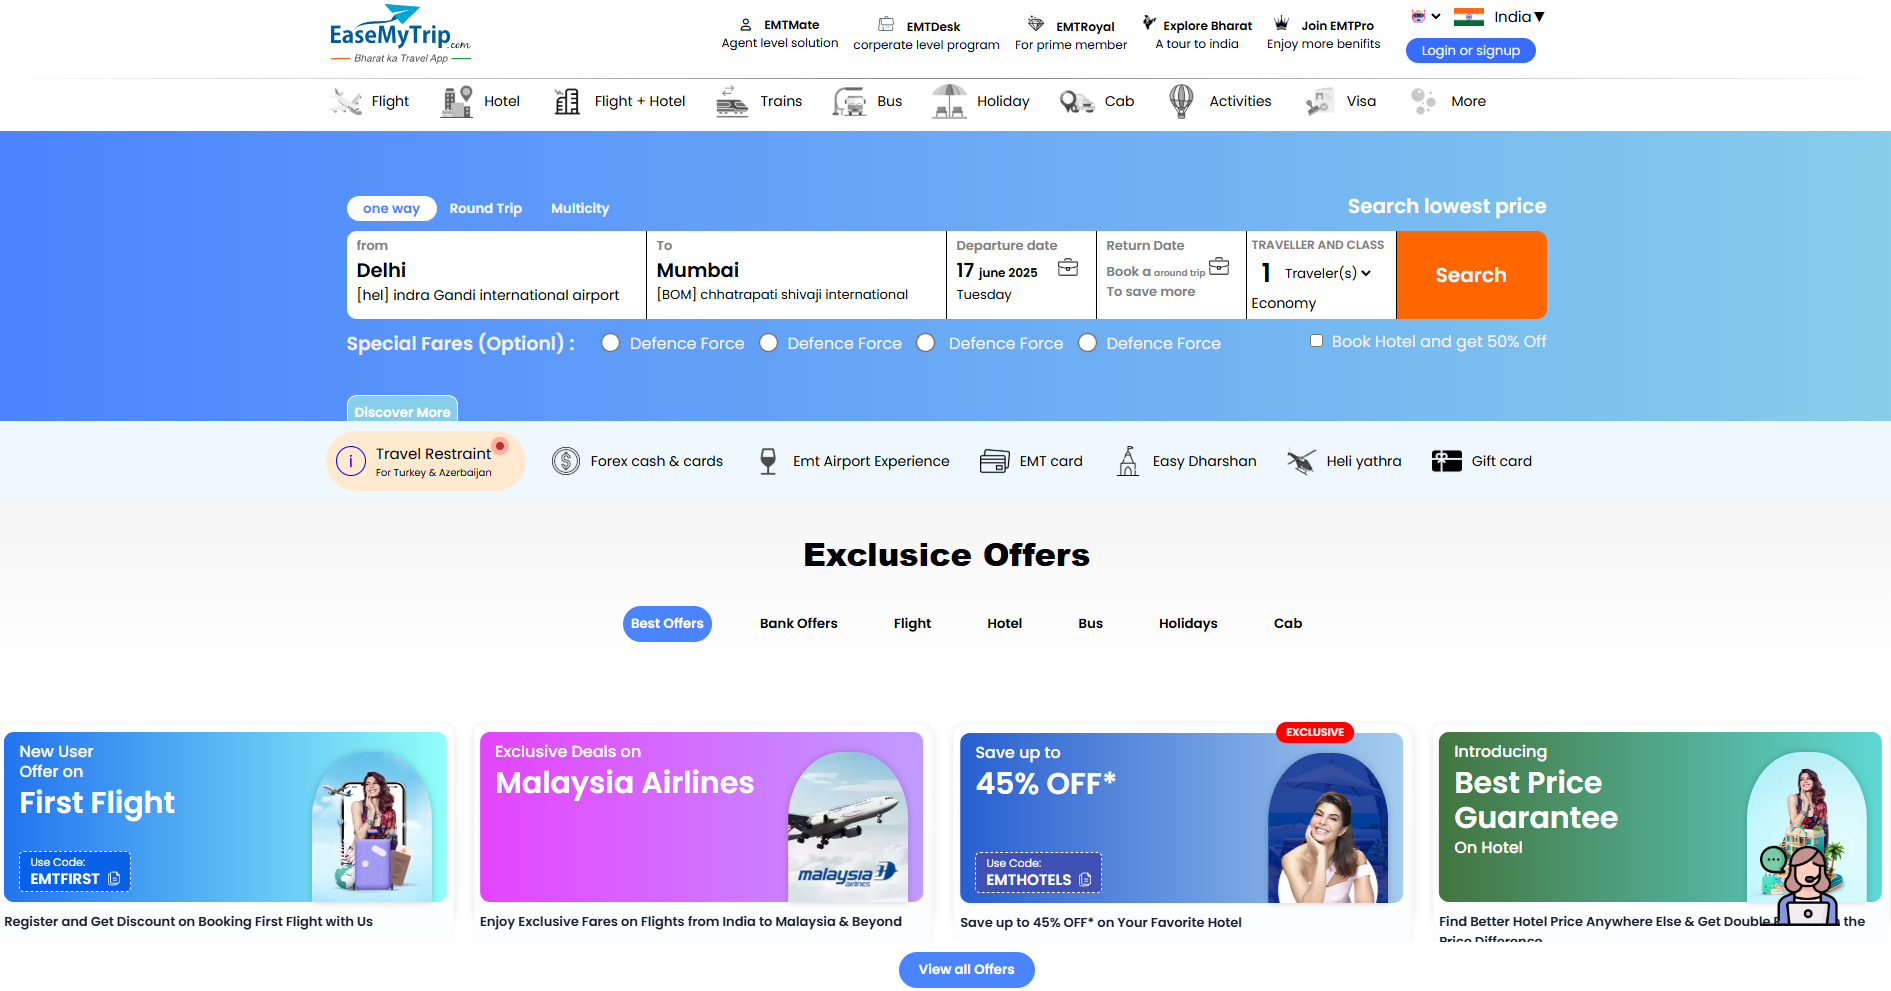 EaseMyTrip.com
Bharat ka Travel App
EMTMate
Agent level solution
EMTDesk
corperate level program
EMTRoyal
For prime member
Explore Bharat
A tour to india
Join EMTPro
Enjoy more benifits
India▼
Login or signup
Flight
Hotel
Flight + Hotel
Trains
Bus
Holiday
Cab
Activities
Visa
More
one way
Round Trip
Multicity
Search lowest price
from
Delhi
[hel] indra Gandi international airport
To
Mumbai
[BOM] chhatrapati shivaji international
Departure date
17 june 2025
Tuesday
Return Date
Book a around trip
To save more
TRAVELLER AND CLASS
1 Traveler(s)
Economy
Search
Special Fares (Optionl) :
Defence Force
Defence Force
Defence Force
Defence Force
Book Hotel and get 50% Off
Discover More
i
Travel Restraint
For Turkey & Azerbaijan
Forex cash & cards
Emt Airport Experience
EMT card
Easy Dharshan
Heli yathra
Gift card
Exclusice Offers
Best Offers
Bank Offers
Flight
Hotel
Bus
Holidays
Cab
New User
Offer on
First Flight
Use Code:
EMTFIRST
Register and Get Discount on Booking First Flight with Us
Exclusive Deals on
Malaysia Airlines
malaysia
airlines
Enjoy Exclusive Fares on Flights from India to Malaysia & Beyond
EXCLUSIVE
Save up to
45% OFF*
Use Code:
EMTHOTELS
Save up to 45% OFF* on Your Favorite Hotel
Introducing
Best Price
Guarantee
On Hotel
Find Better Hotel Price Anywhere Else & Get Double the
Price Difference
View all Offers